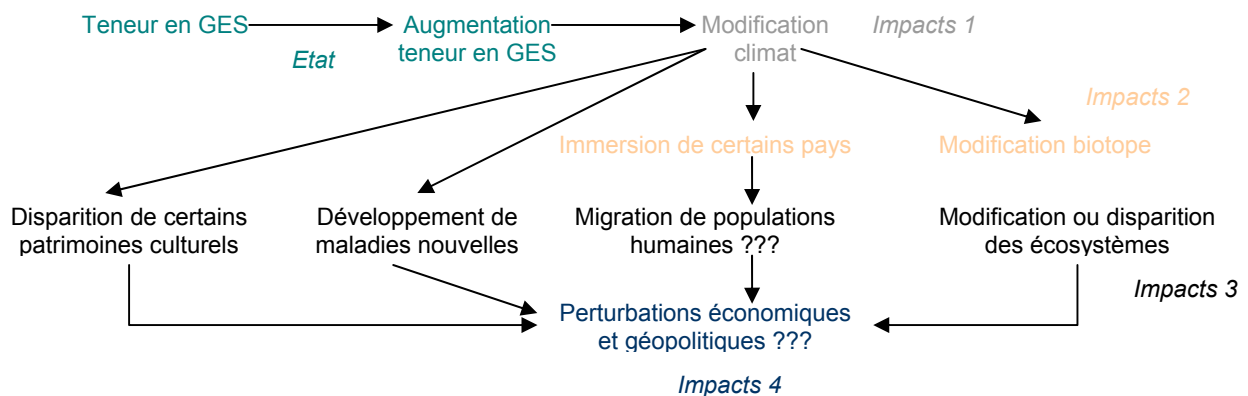 Teneur en GES
Augmentation
teneur en GES
Etat
Modification
climat
Impacts 1
Impacts 2
Immersion de certains pays
Modification biotope
Disparition de certains
patrimoines culturels
Développement de
maladies nouvelles
Migration de populations
humaines ???
Modification ou disparition
des écosystèmes
Impacts 3
Perturbations économiques
et géopolitiques ???
Impacts 4